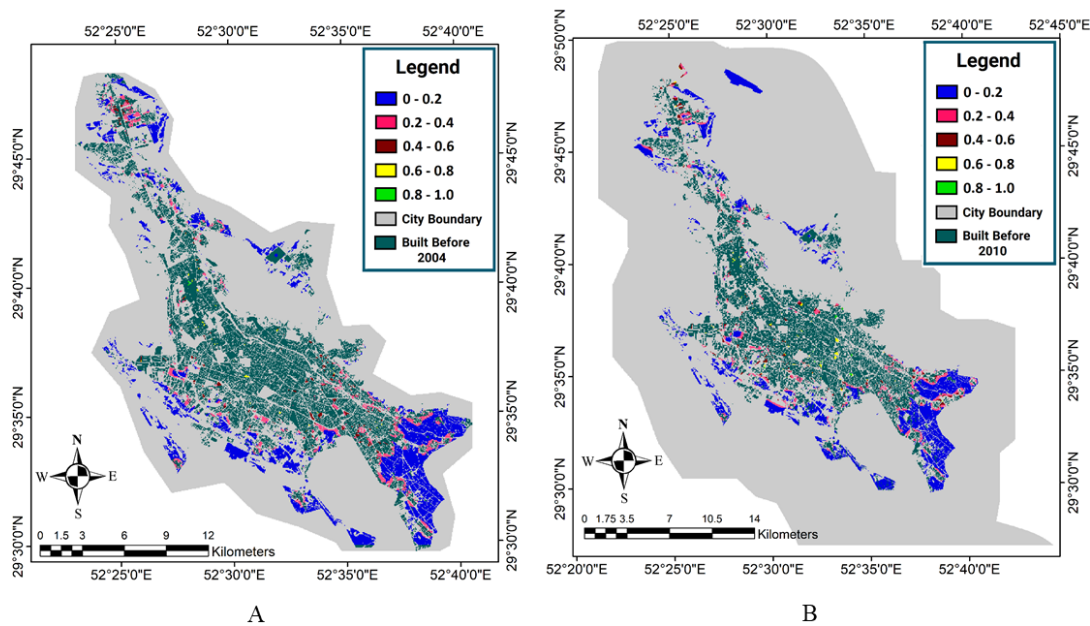 52°25'0"E 52°30'0"E 52°35'0"E 52°40'0"E
Legend
0 - 0.2
0.2 - 0.4
0.4 - 0.6
0.6 - 0.8
0.8 - 1.0
City Boundary
Built Before
2004
29°45'0"N
29°40'0"N
29°35'0"N
29°30'0"N
29°45'0"N
29°40'0"N
29°35'0"N
29°30'0"N
N
W E
S
0 1.5 3 6 9 12
Kilometers
52°25'0"E 52°30'0"E 52°35'0"E 52°40'0"E
A
52°25'0"E 52°30'0"E 52°35'0"E 52°40'0"E 52°45'0"E
Legend
0 - 0.2
0.2 - 0.4
0.4 - 0.6
0.6 - 0.8
0.8 - 1.0
City Boundary
Built Before
2010
29°50'0"N
29°45'0"N
29°40'0"N
29°35'0"N
29°30'0"N
29°45'0"N
29°40'0"N
29°35'0"N
29°30'0"N
N
W E
S
0 1.75 3.5 7 10.5 14
Kilometers
52°20'0"E 52°25'0"E 52°30'0"E 52°35'0"E 52°40'0"E
B